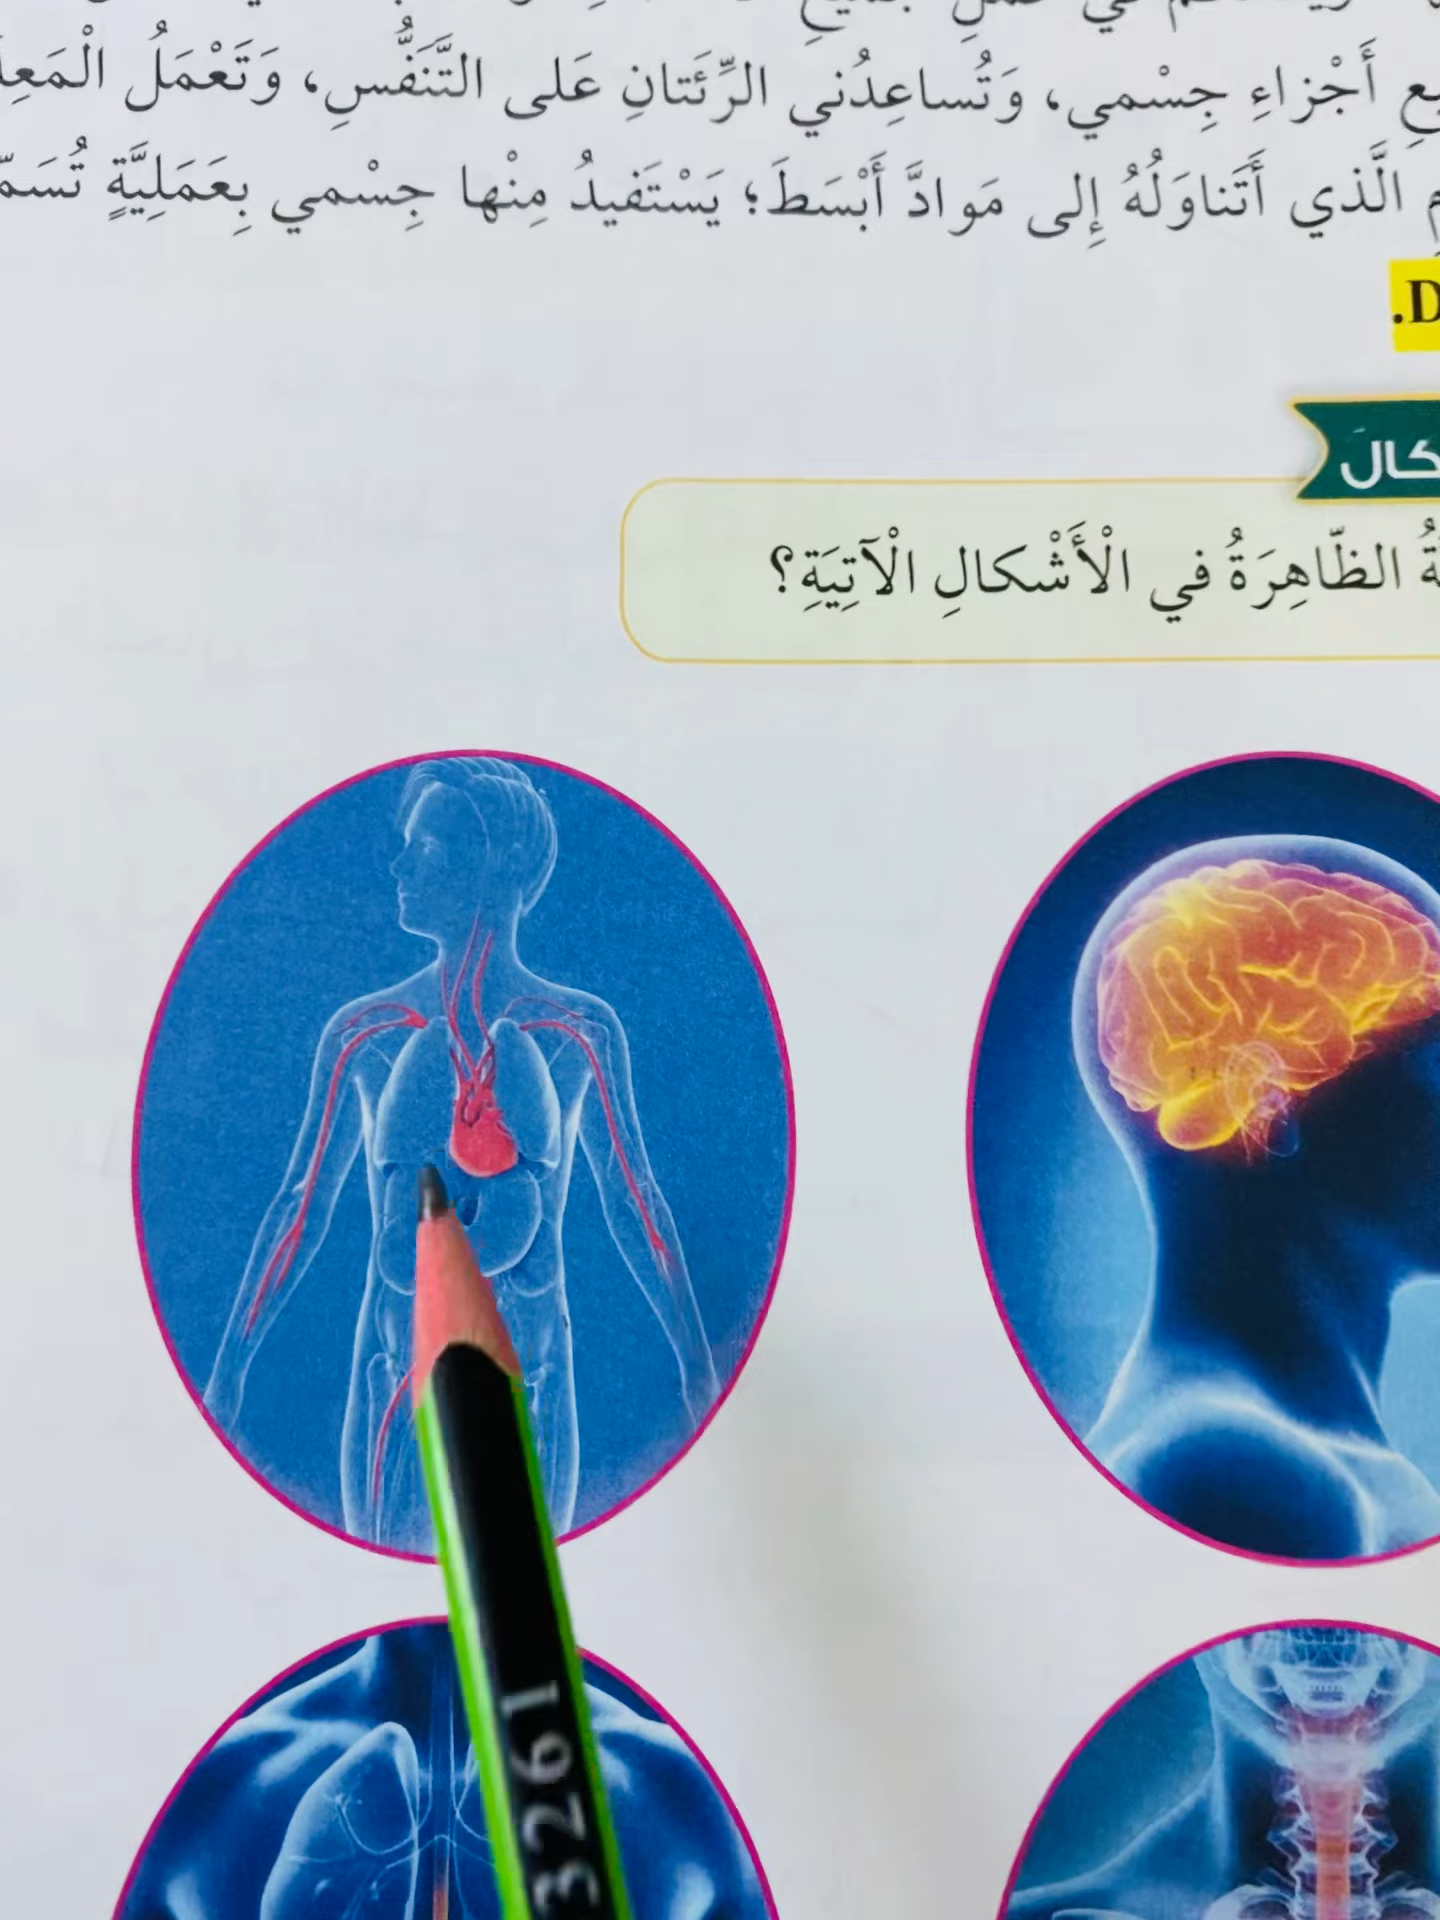 أَجْزاءِ جِسْمي، وَتُساعِدُني الرِّئَتانِ عَلى التَّنَفُّسِ، وَتَعْمَلُ
الَّذي أَتَناوَلُهُ إِلى مَوادَّ أَبْسَطَ؛ يَسْتَفيدُ مِنْها جِسْمي بِعَمَلِيَّةٍ
.D
كالَ
الظّاهِرَةُ في الْأَشْكالِ الْآتِيَةِ؟
3261